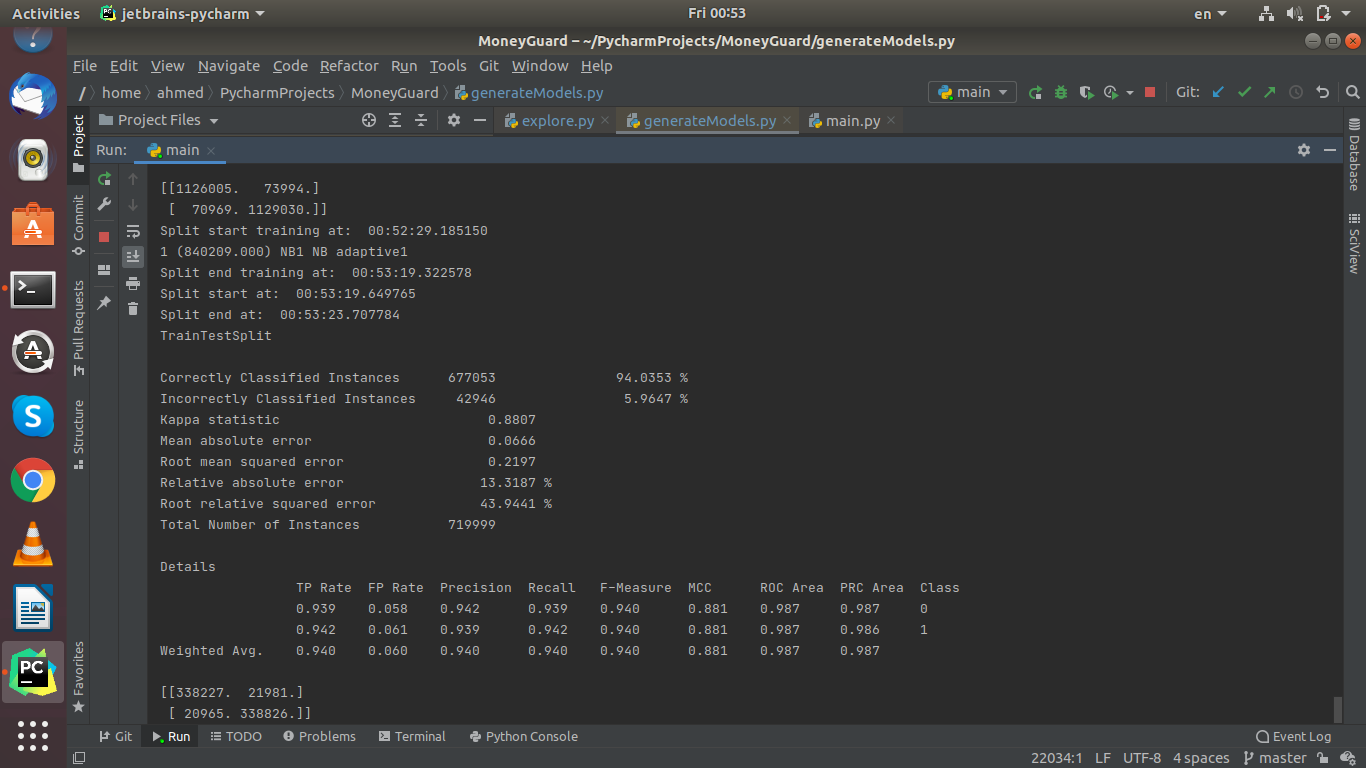 Activities jetbrains-pycharm Fri 00:53 en
MoneyGuard – ~/PycharmProjects/MoneyGuard/generateModels.py
File Edit View Navigate Code Refactor Run Tools Git Window Help
/ home ahmed PycharmProjects MoneyGuard generateModels.py main Git:
Project Files explore.py generateModels.py main.py
Run: main
Project
Commit
Pull Requests
Structure
Favorites
Database
SciView
[[1126005. 73994.]
[ 70969. 1129030.]]
Split start training at: 00:52:29.185150
1 (840209.000) NB1 NB adaptive1
Split end training at: 00:53:19.322578
Split start at: 00:53:19.649765
Split end at: 00:53:23.707784
TrainTestSplit
Correctly Classified Instances 677053 94.0353 %
Incorrectly Classified Instances 42946 5.9647 %
Kappa statistic 0.8807
Mean absolute error 0.0666
Root mean squared error 0.2197
Relative absolute error 13.3187 %
Root relative squared error 43.9441 %
Total Number of Instances 719999
Details
TP Rate FP Rate Precision Recall F-Measure MCC ROC Area PRC Area Class
0.939 0.058 0.942 0.939 0.940 0.881 0.987 0.987 0
0.942 0.061 0.939 0.942 0.940 0.881 0.987 0.986 1
Weighted Avg. 0.940 0.060 0.940 0.940 0.940 0.881 0.987 0.987
[[338227. 21981.]
[ 20965. 338826.]]
Git Run TODO Problems Terminal Python Console Event Log
22034:1 LF UTF-8 4 spaces master